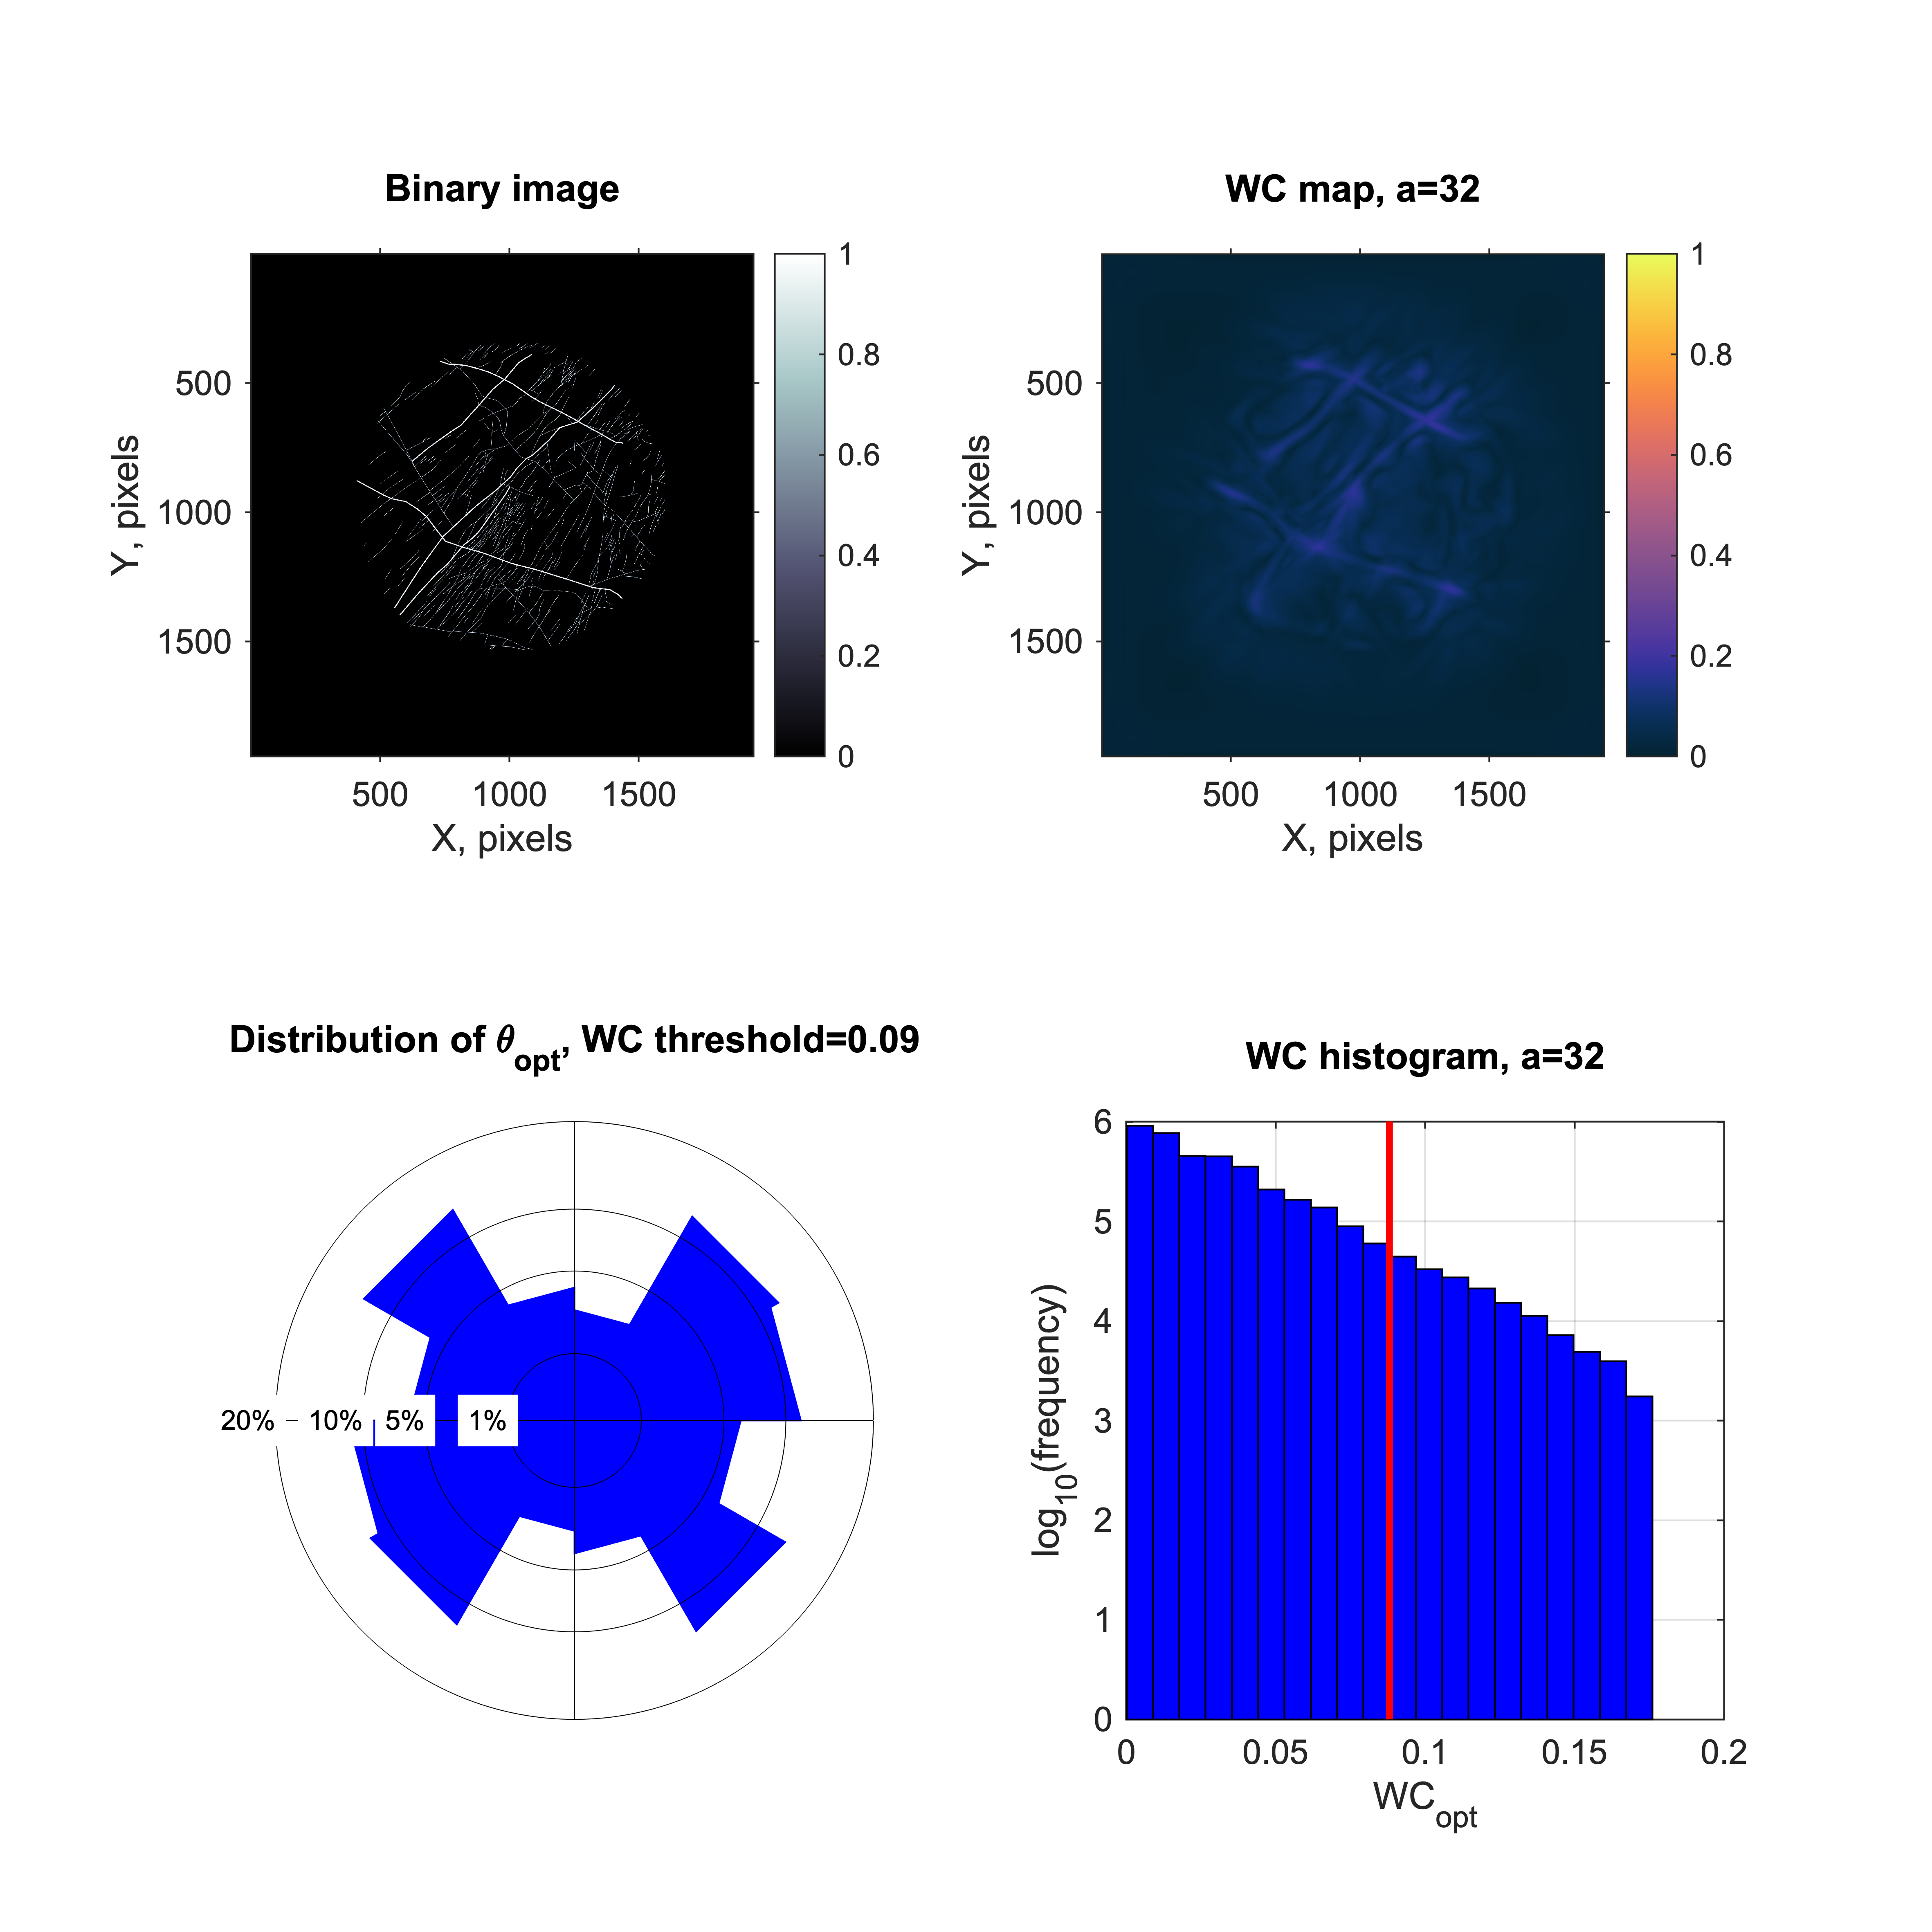 Binary image
1
0.8
0.6
0.4
0.2
0
500
1000
1500
Y, pixels
500 1000 1500
X, pixels
WC map, a=32
1
0.8
0.6
0.4
0.2
0
500
1000
1500
Y, pixels
500 1000 1500
X, pixels
Distribution of θopt, WC threshold=0.09
20% 10% 5% 1%
WC histogram, a=32
6
5
4
3
2
1
0
log10(frequency)
0 0.05 0.1 0.15 0.2
WCopt